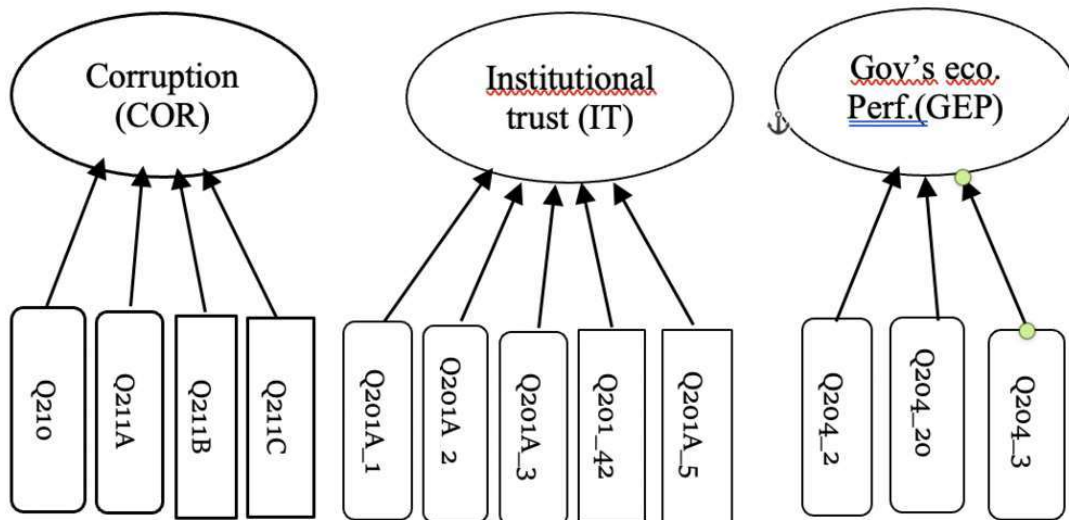 Corruption
(COR)
Institutional
trust (IT)
Gov's eco.
Perf.(GEP)
Q210
Q211A
Q211B
Q211C
Q201A_1
Q201A_2
Q201A_3
Q201_42
Q201A_5
Q204_2
Q204_20
Q204_3